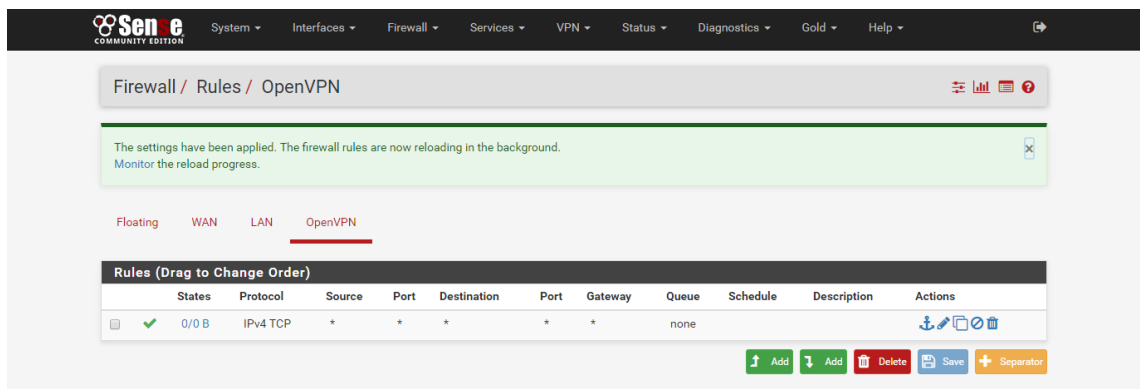 Sense
COMMUNITY EDITION
System Interfaces Firewall Services VPN Status Diagnostics Gold Help
Firewall / Rules / OpenVPN
The settings have been applied. The firewall rules are now reloading in the background.
Monitor the reload progress.
Floating WAN LAN OpenVPN
Rules (Drag to Change Order)
States Protocol Source Port Destination Port Gateway Queue Schedule Description Actions
0/0 B IPv4 TCP * * * * * none
Add Add Delete Save Separator